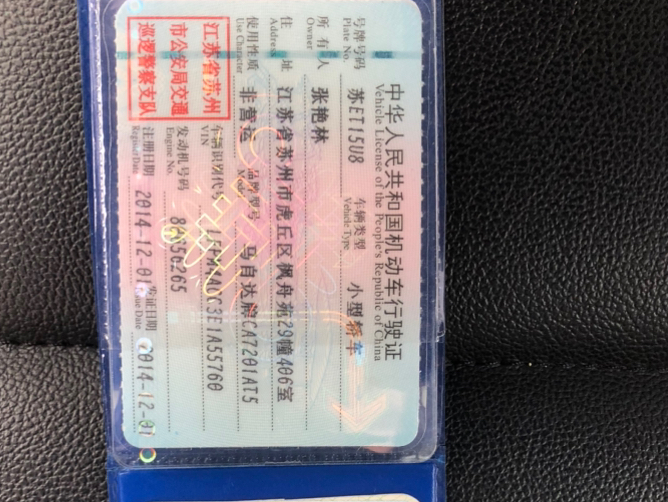 中华人民共和国机动车行驶证
Vehicle License of the People's Republic of China
号牌号码 苏ET15U8 车辆类型 小型轿车
Plate No. Vehicle Type
所有人 张艳林
Owner
住址 江苏省苏州市虎丘区枫舟苑29幢406室
Address
使用性质 非营运 品牌型号 马自达牌CA7201AT5
Use Character Model
江苏省苏州
市公安局交通
巡逻警察支队
车辆识别代号
VIN
发动机号码
Engine No.
注册日期 2014-12-01 发证日期 2014-12-01
Register Date Issue Date